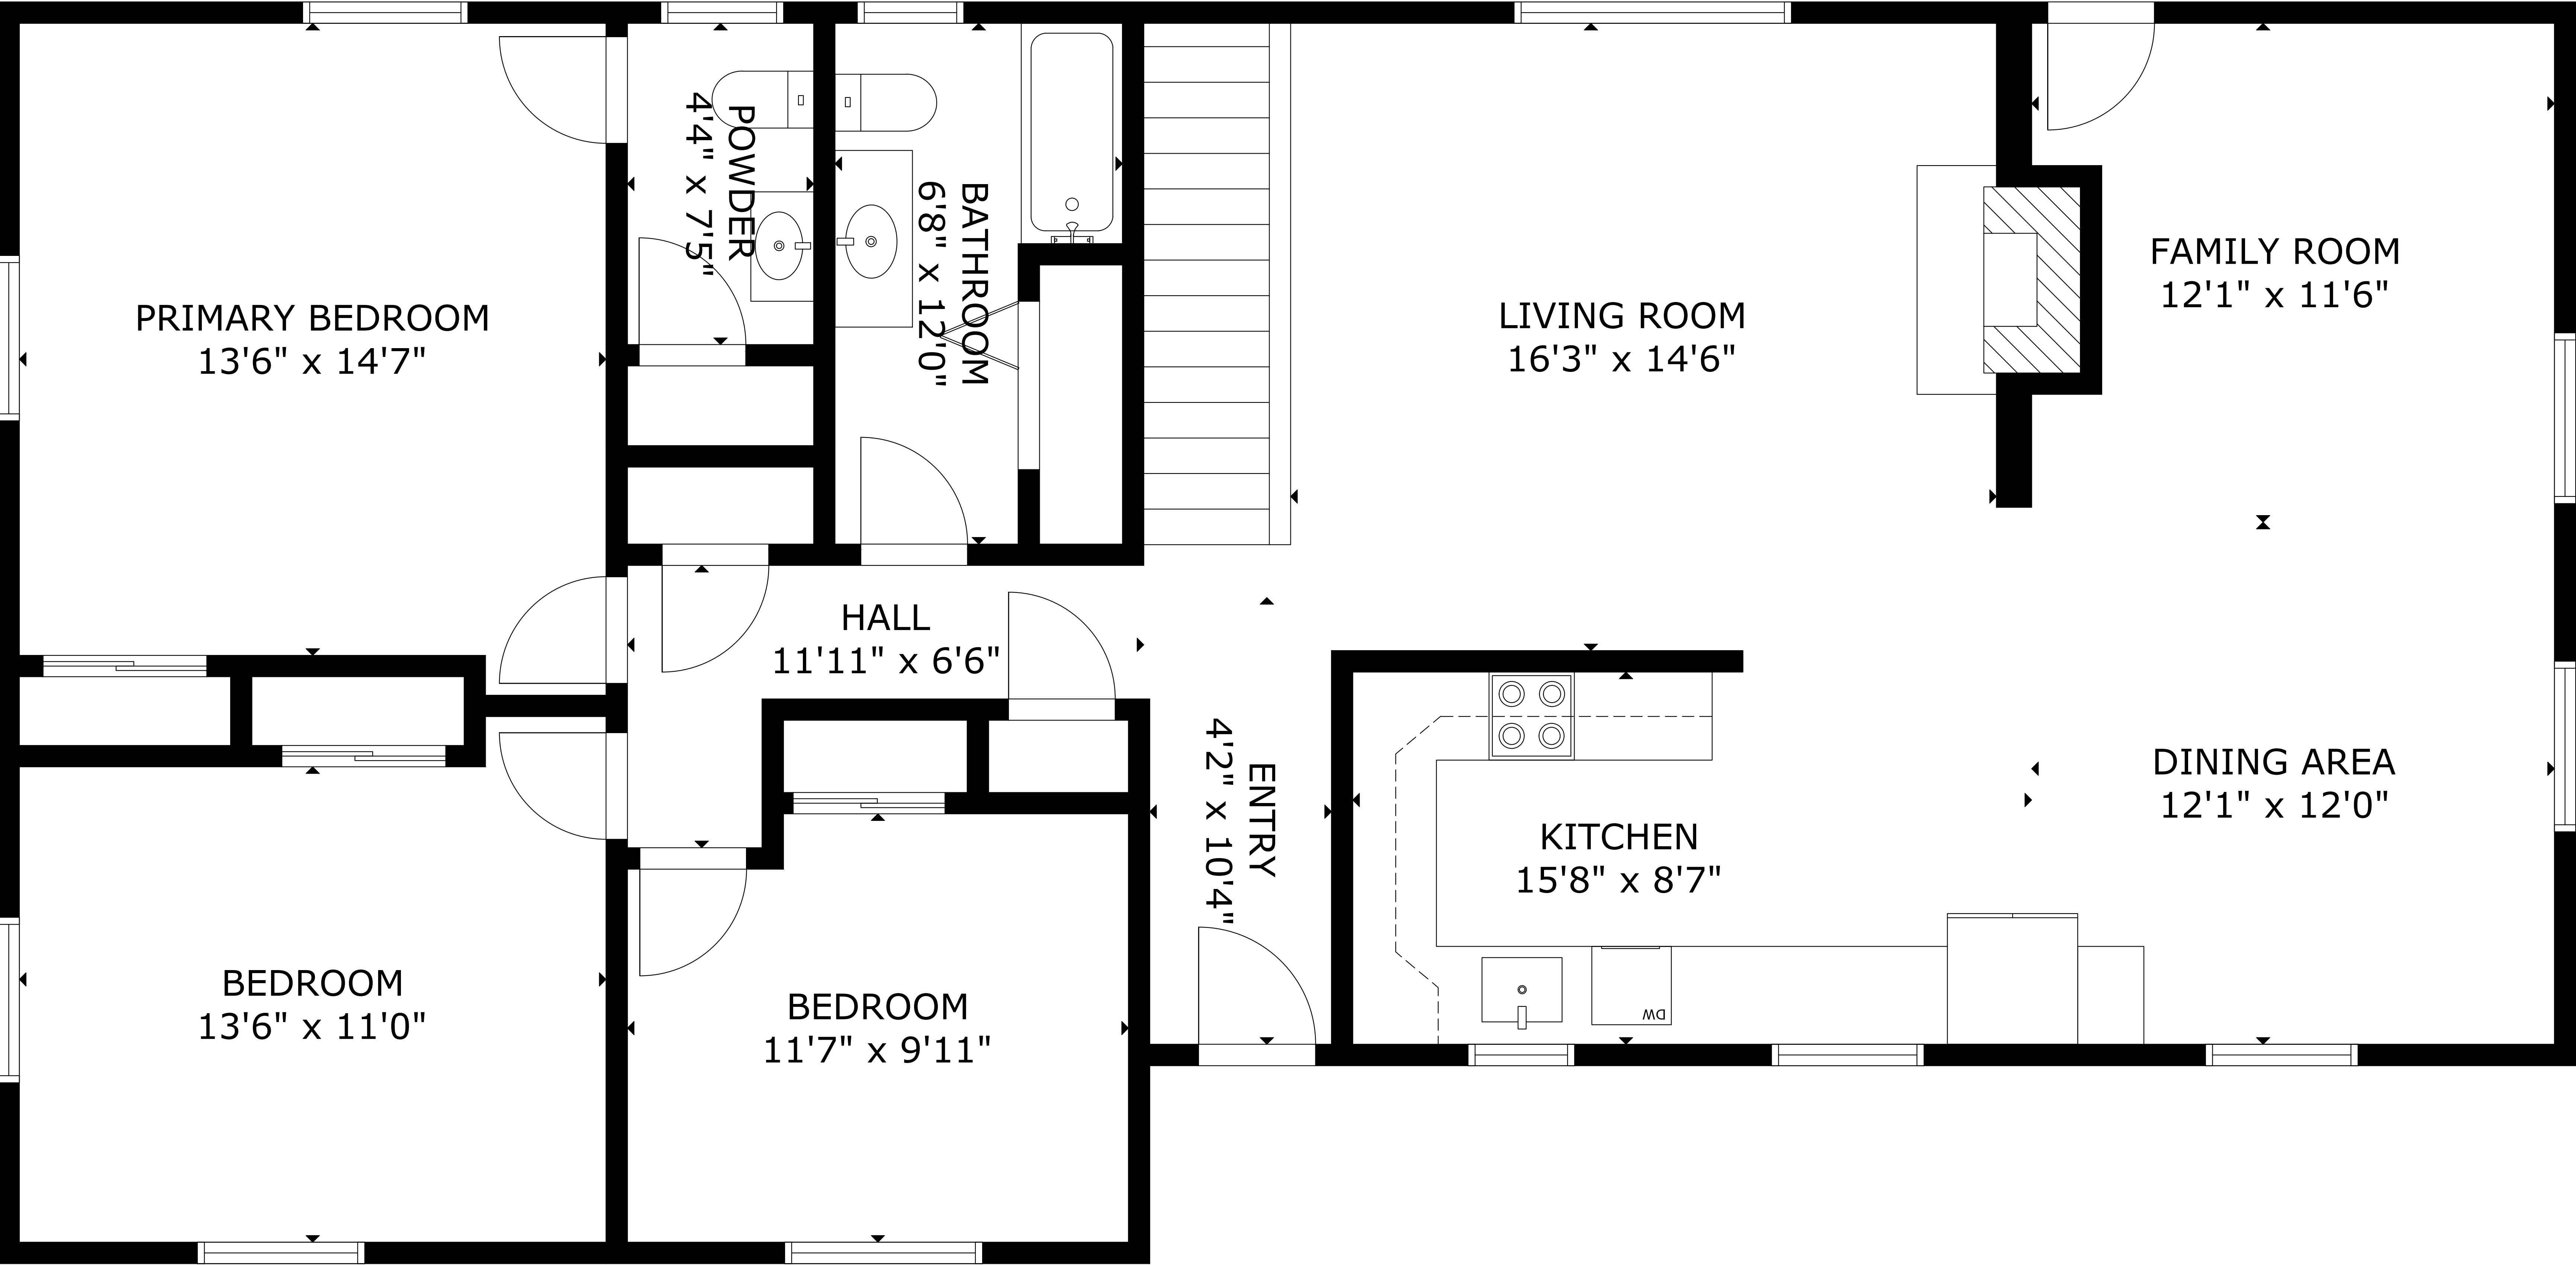 POWDER
4'4" x 7'5"
BATHROOM
6'8" x 12'0"
PRIMARY BEDROOM
13'6" x 14'7"
LIVING ROOM
16'3" x 14'6"
FAMILY ROOM
12'1" x 11'6"
HALL
11'11" x 6'6"
ENTRY
4'2" x 10'4"
KITCHEN
15'8" x 8'7"
DINING AREA
12'1" x 12'0"
BEDROOM
13'6" x 11'0"
BEDROOM
11'7" x 9'11"
DW